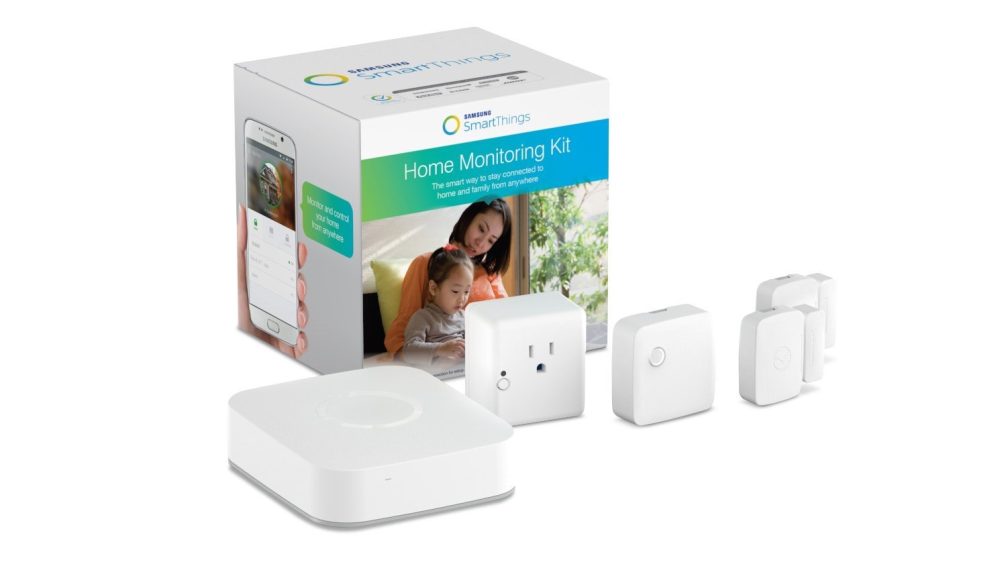 SAMSUNG
SmartThings
SAMSUNG
SmartThings
Home Monitoring Kit
The smart way to stay connected to
home and family from anywhere
Monitor and control
your home
from anywhere